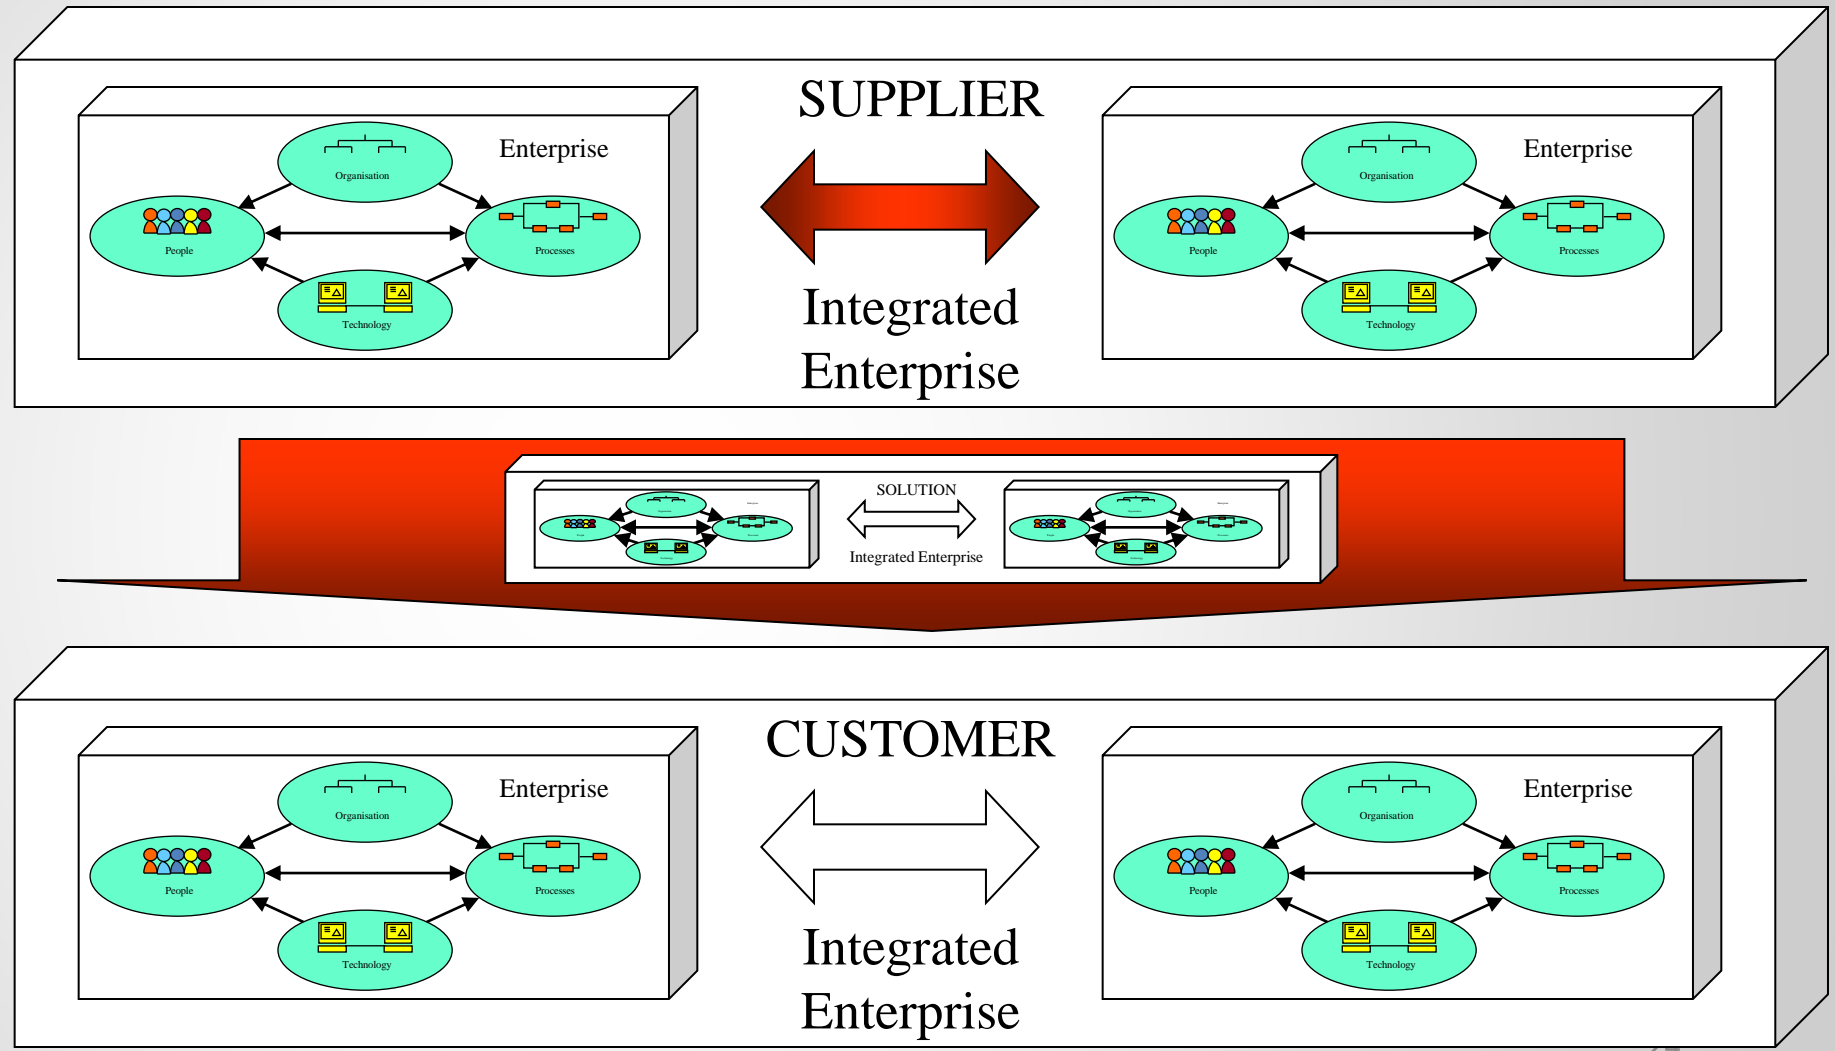 SUPPLIER
Enterprise
Organisation
People
Processes
Technology
Integrated
Enterprise
Enterprise
Organisation
People
Processes
Technology
SOLUTION
Integrated Enterprise
CUSTOMER
Enterprise
Organisation
People
Processes
Technology
Integrated
Enterprise
Enterprise
Organisation
People
Processes
Technology